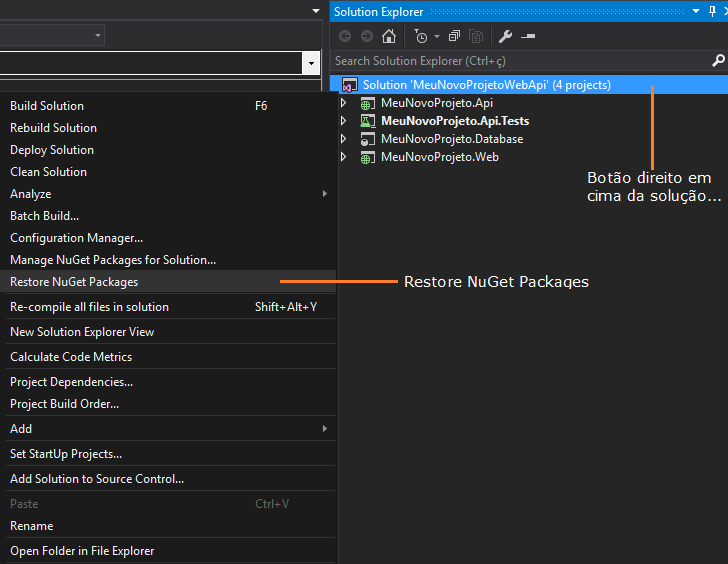 Solution Explorer
Search Solution Explorer (Ctrl+ç)
Solution 'MeuNovoProjetoWebApi' (4 projects)
MeuNovoProjeto.Api
MeuNovoProjeto.Api.Tests
MeuNovoProjeto.Database
MeuNovoProjeto.Web
Botão direito em
cima da solução...
Build Solution F6
Rebuild Solution
Deploy Solution
Clean Solution
Analyze
Batch Build...
Configuration Manager...
Manage NuGet Packages for Solution...
Restore NuGet Packages
Restore NuGet Packages
Re-compile all files in solution Shift+Alt+Y
New Solution Explorer View
Calculate Code Metrics
Project Dependencies...
Project Build Order...
Add
Set StartUp Projects...
Add Solution to Source Control...
Paste Ctrl+V
Rename
Open Folder in File Explorer